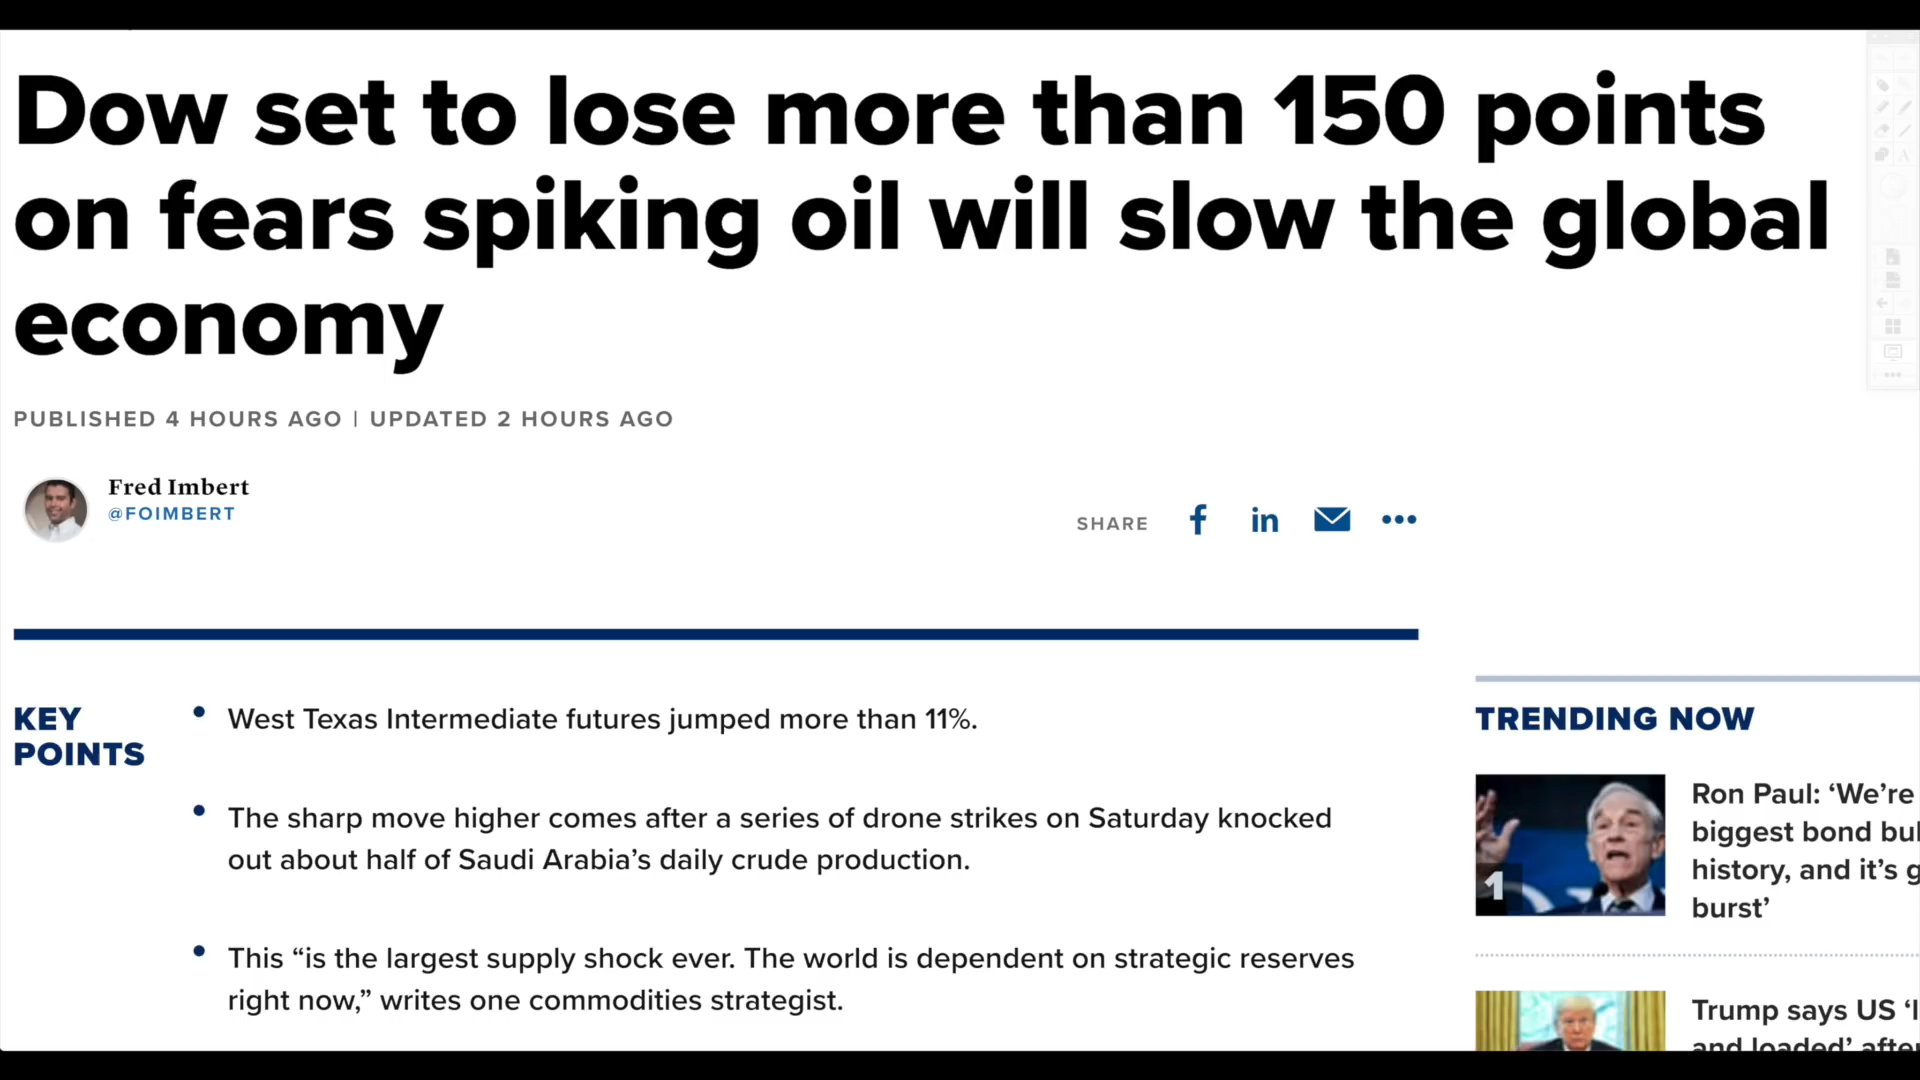 Dow set to lose more than 150 points
on fears spiking oil will slow the global
economy
PUBLISHED 4 HOURS AGO | UPDATED 2 HOURS AGO
Fred Imbert
@FOIMBERT
SHARE
KEY
POINTS
• West Texas Intermediate futures jumped more than 11%.
• The sharp move higher comes after a series of drone strikes on Saturday knocked
out about half of Saudi Arabia’s daily crude production.
• This “is the largest supply shock ever. The world is dependent on strategic reserves
right now,” writes one commodities strategist.
TRENDING NOW
1
Ron Paul: ‘We’re
biggest bond
history, and it’s
burst’
Trump says US
and loaded’